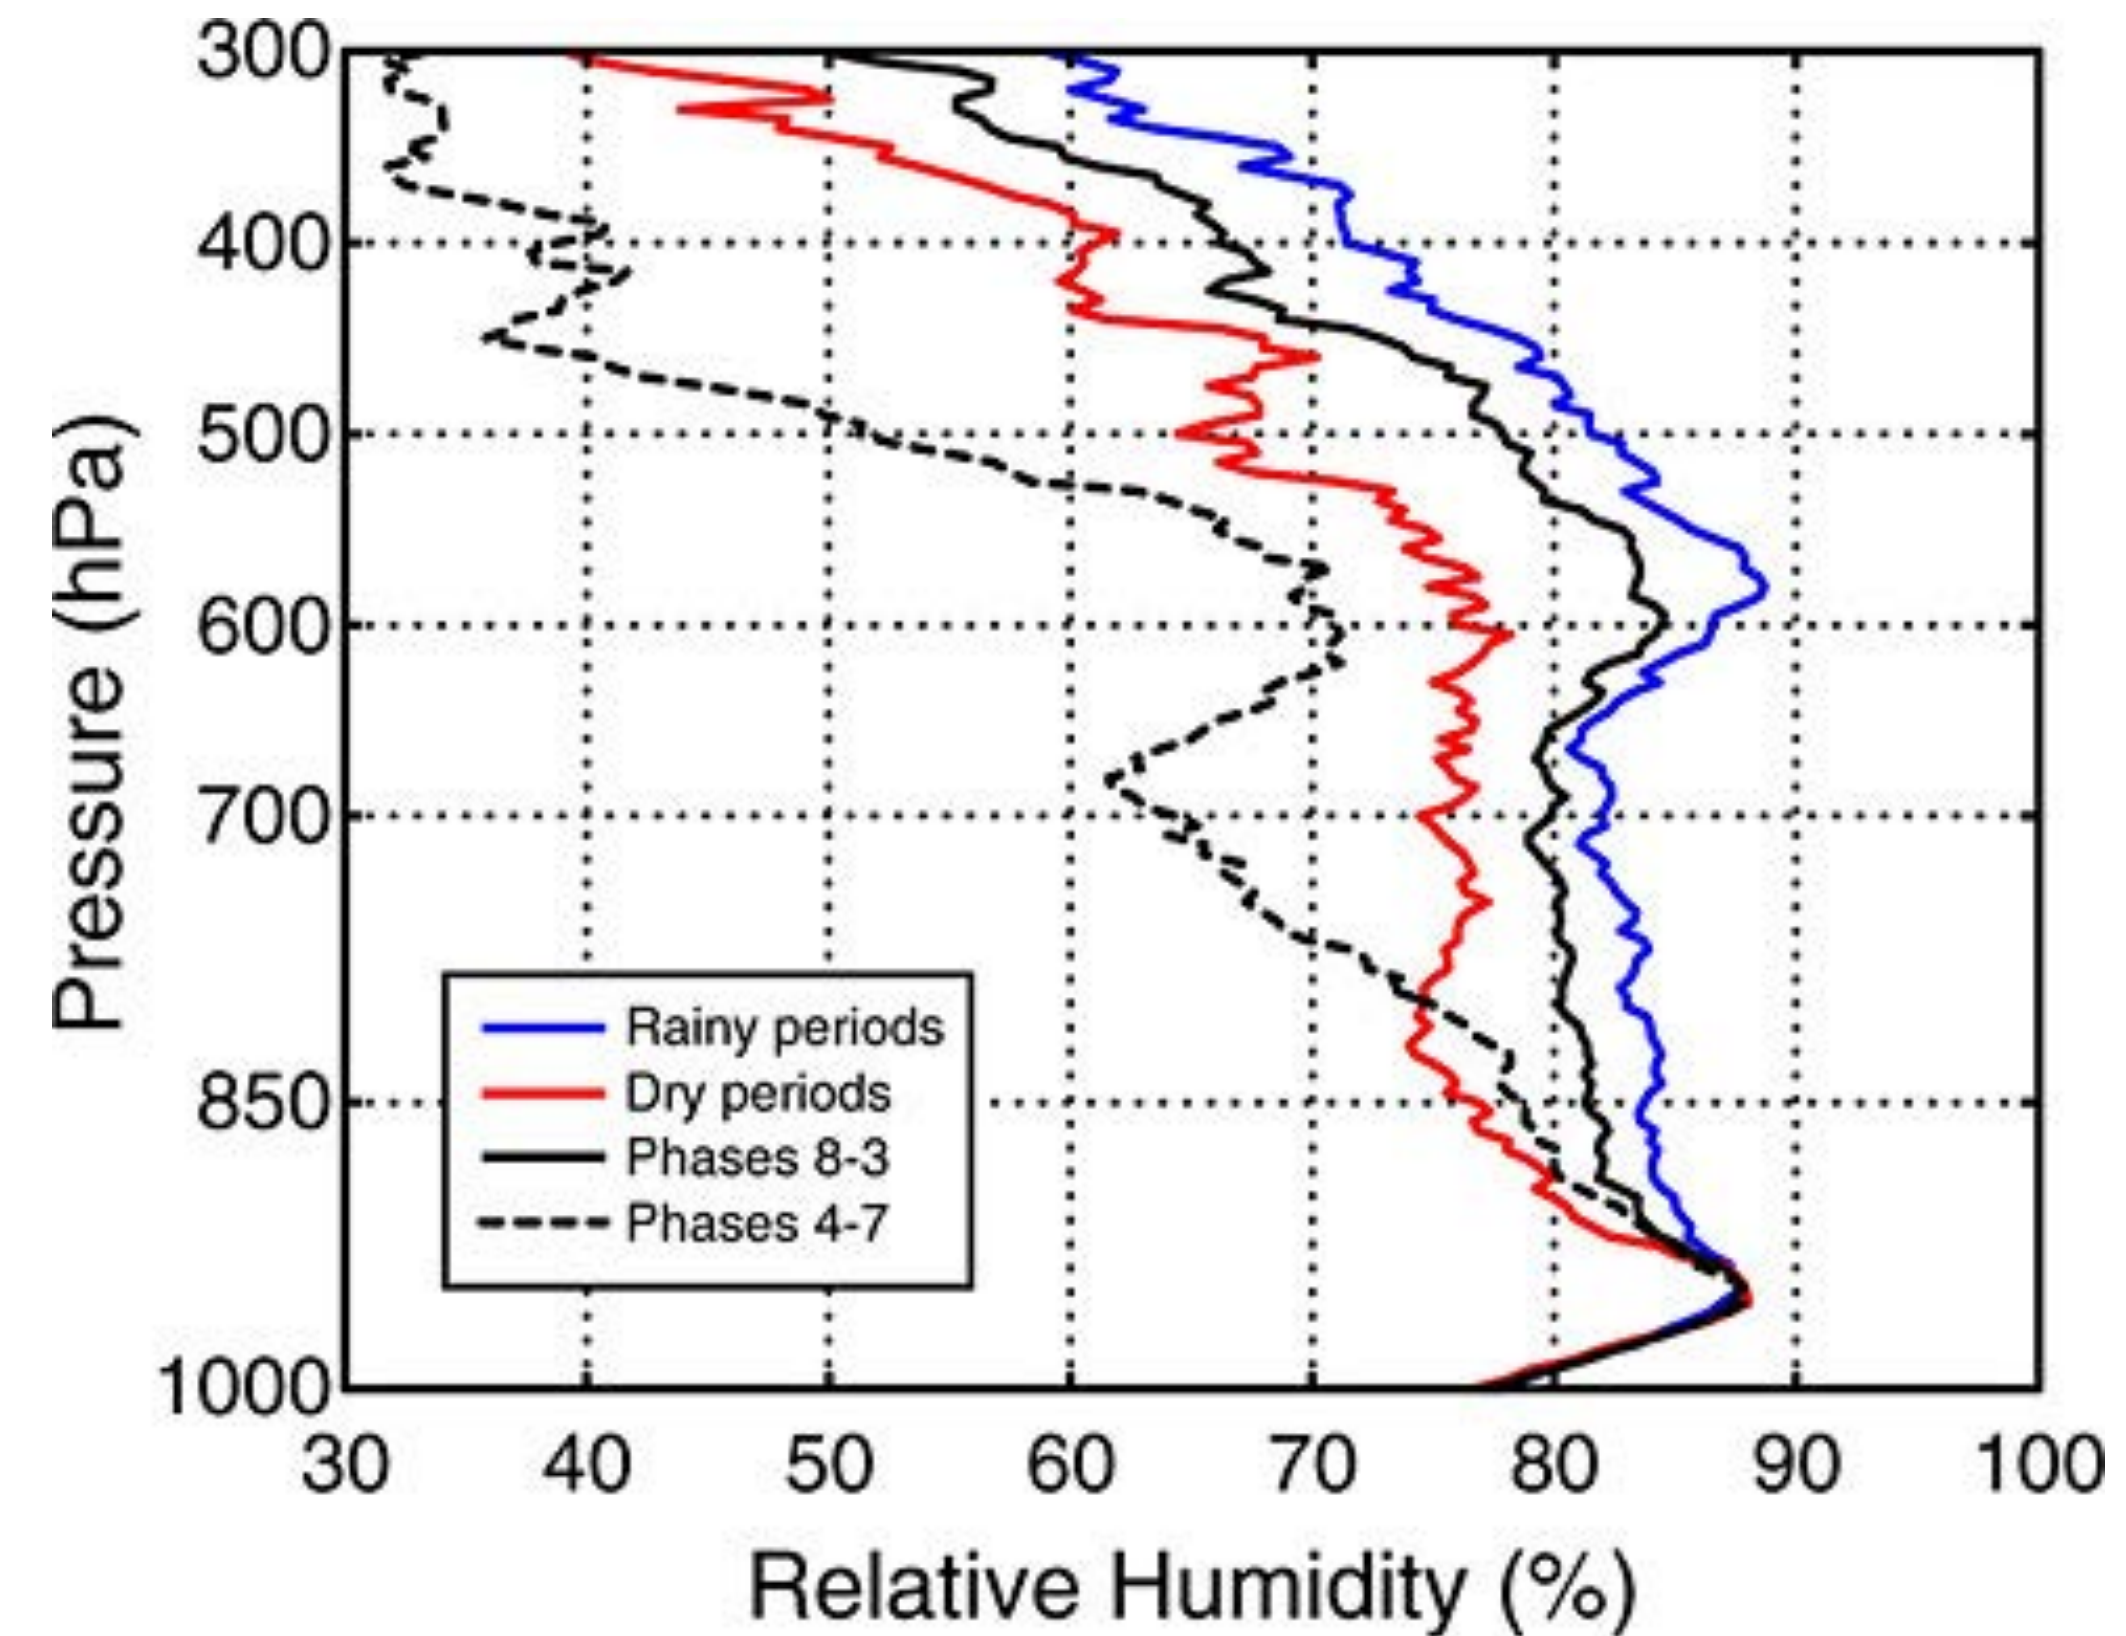 300
400
500
600
700
850
1000
Pressure (hPa)
Rainy periods
Dry periods
Phases 8-3
Phases 4-7
30 40 50 60 70 80 90 100
Relative Humidity (%)